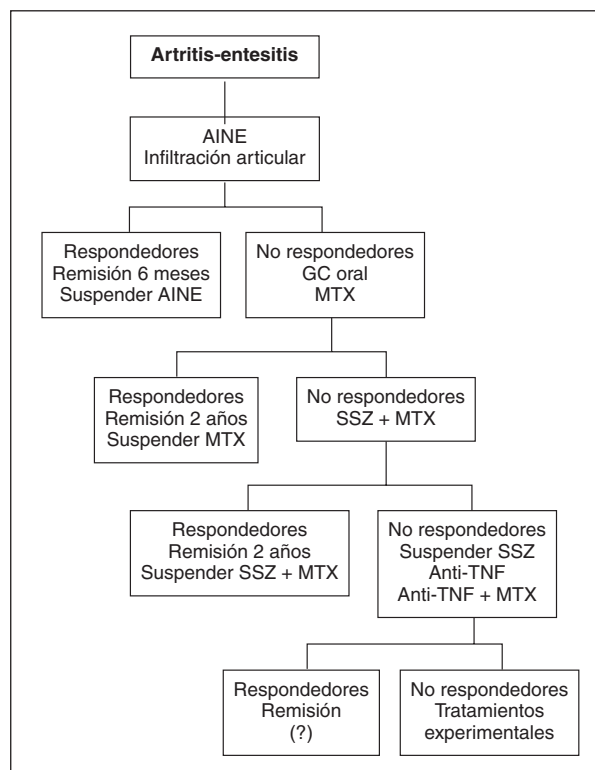 Artritis-entesitis
AINE
Infiltración articular
Respondedores
Remisión 6 meses
Suspender AINE
No respondedores
GC oral
MTX
Respondedores
Remisión 2 años
Suspender MTX
No respondedores
SSZ + MTX
Respondedores
Remisión 2 años
Suspender SSZ + MTX
No respondedores
Suspender SSZ
Anti-TNF
Anti-TNF + MTX
Respondedores
Remisión
(?)
No respondedores
Tratamientos
experimentales